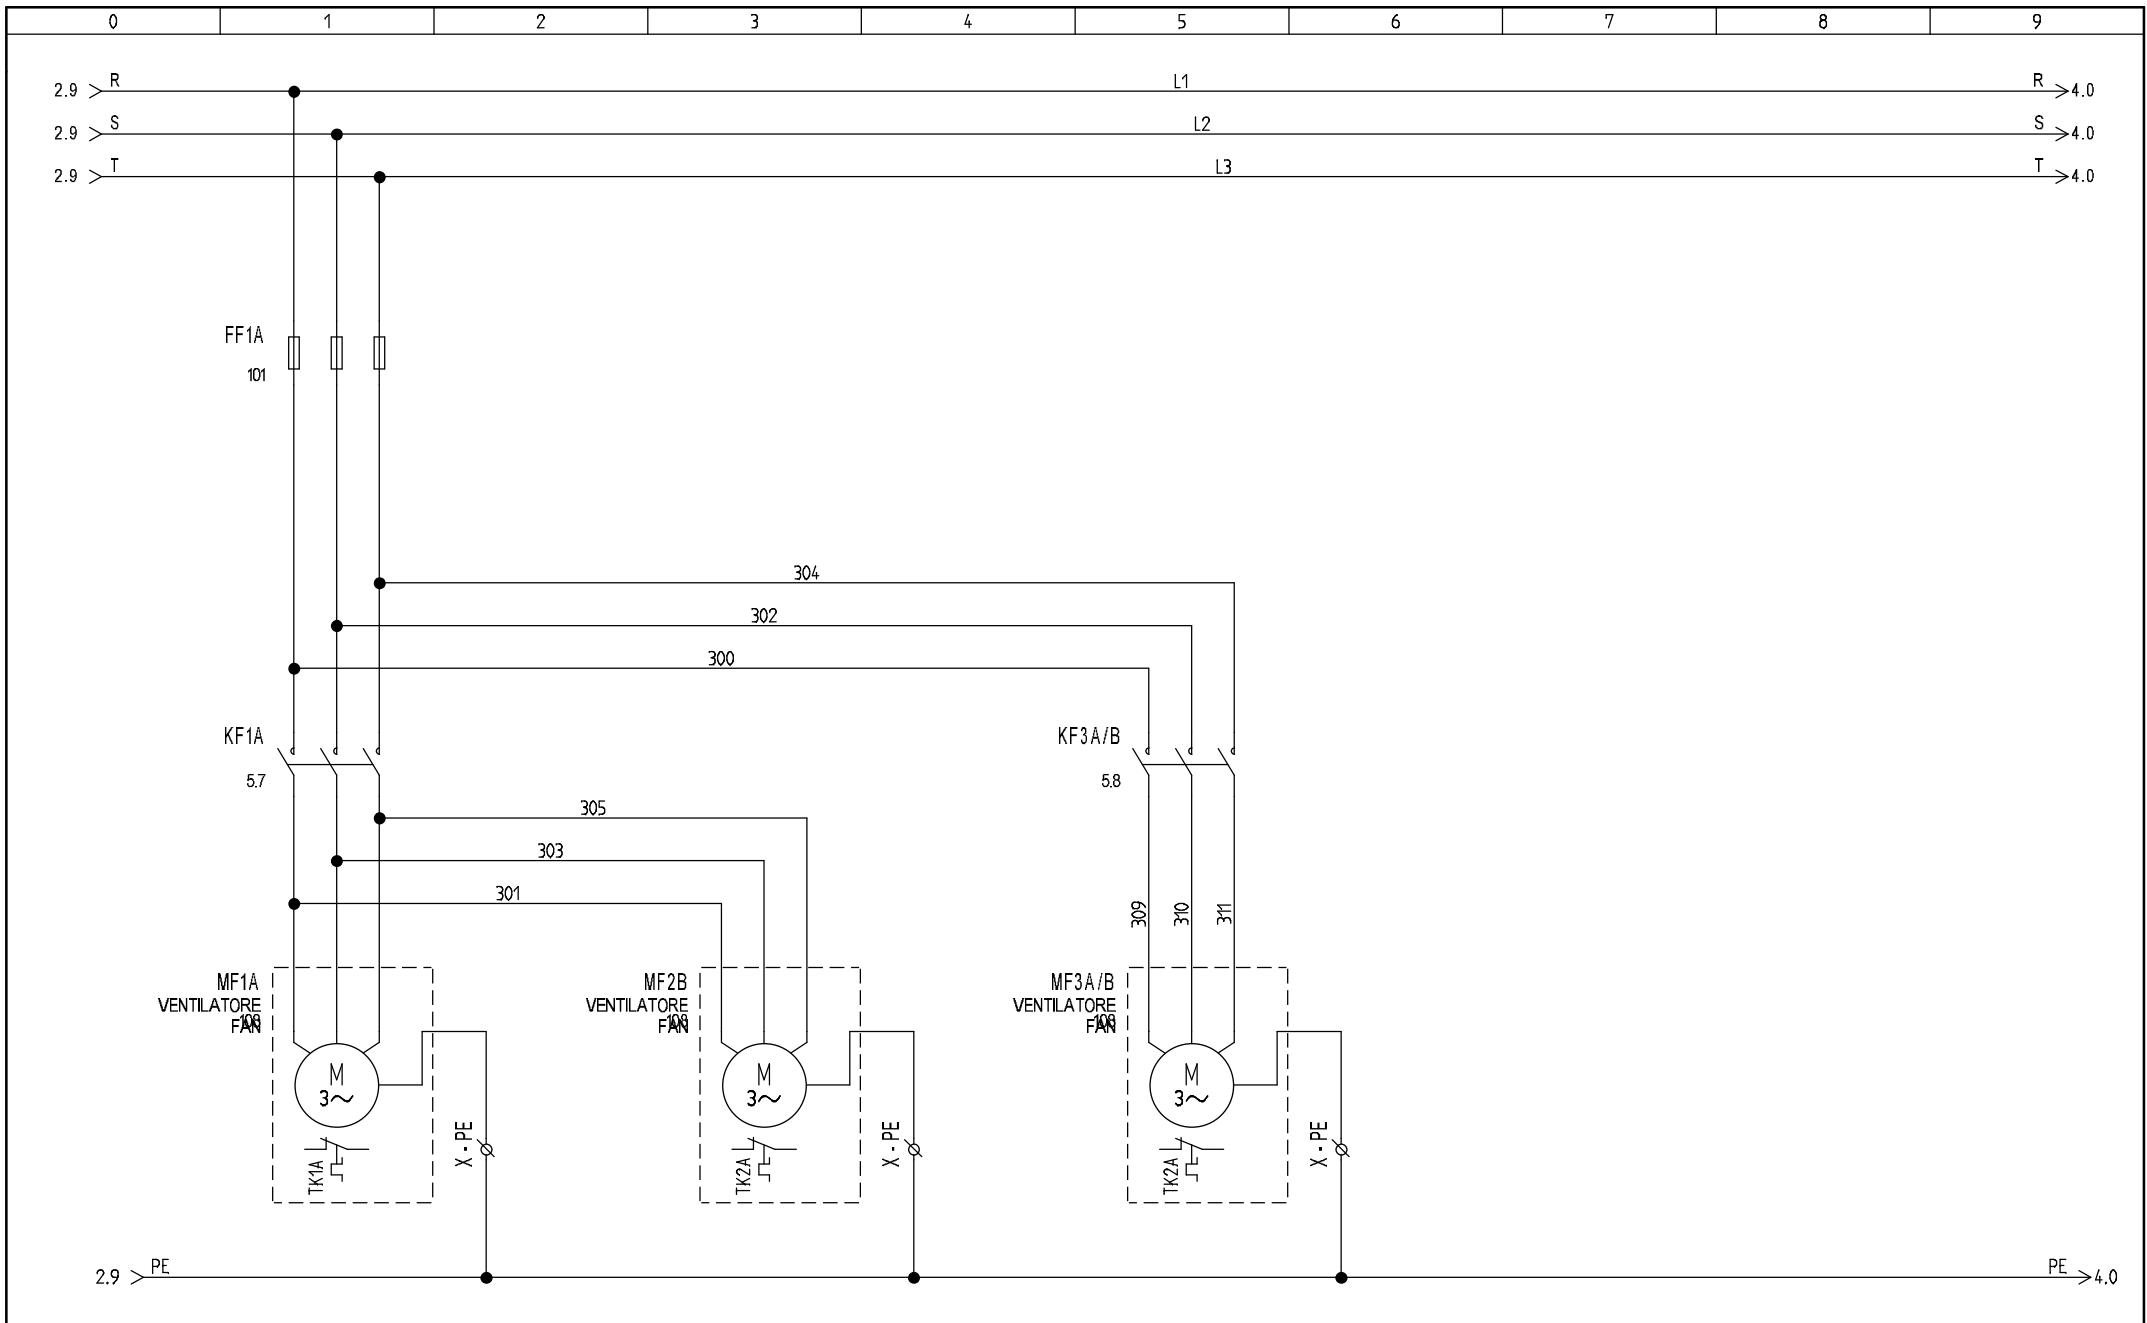 0 1 2 3 4 5 6 7 8 9
2.9 R L1 R 4.0
2.9 S L2 S 4.0
2.9 T L3 T 4.0
FF1A
101
304
302
300
KF1A
5.7
KF3A/B
5.8
305
303
301
309
310
311
MF1A
VENTILATORE
FAN
MF2B
VENTILATORE
FAN
MF3A/B
VENTILATORE
FAN
M
3~
M
3~
M
3~
TK1A
X - PE
TK2A
X - PE
TK2A
X - PE
2.9 PE PE 4.0